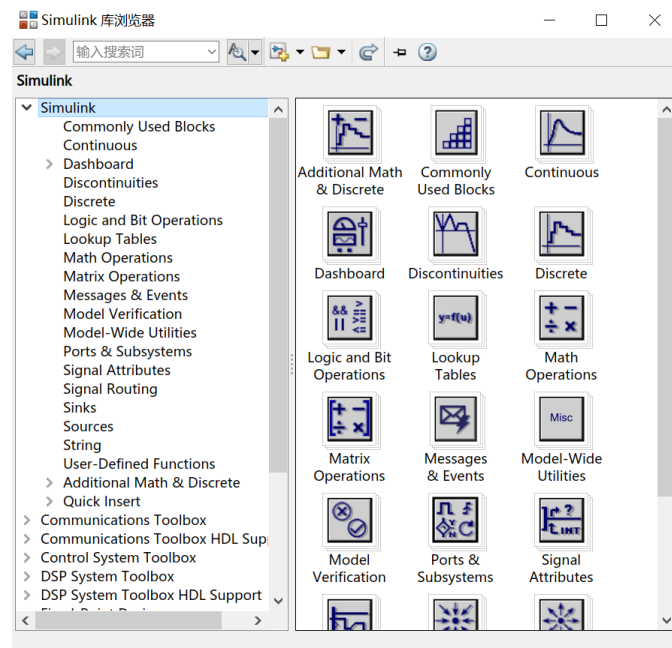 Simulink 库浏览器
输入搜索词
Simulink
Simulink
Commonly Used Blocks
Continuous
Dashboard
Discontinuities
Discrete
Logic and Bit Operations
Lookup Tables
Math Operations
Matrix Operations
Messages & Events
Model Verification
Model-Wide Utilities
Ports & Subsystems
Signal Attributes
Signal Routing
Sinks
Sources
String
User-Defined Functions
Additional Math & Discrete
Quick Insert
Communications Toolbox
Communications Toolbox HDL Sup
Control System Toolbox
DSP System Toolbox
DSP System Toolbox HDL Support
Additional Math
& Discrete
Commonly
Used Blocks
Continuous
Dashboard
Discontinuities
Discrete
&& > 
|| >=
<=
y=f(u)
+ −
÷ ×
Logic and Bit
Operations
Lookup
Tables
Math
Operations
+ −
÷ ×
Misc
Matrix
Operations
Messages
& Events
Model-Wide
Utilities
Y
N
C
?
INT
Model
Verification
Ports &
Subsystems
Signal
Attributes